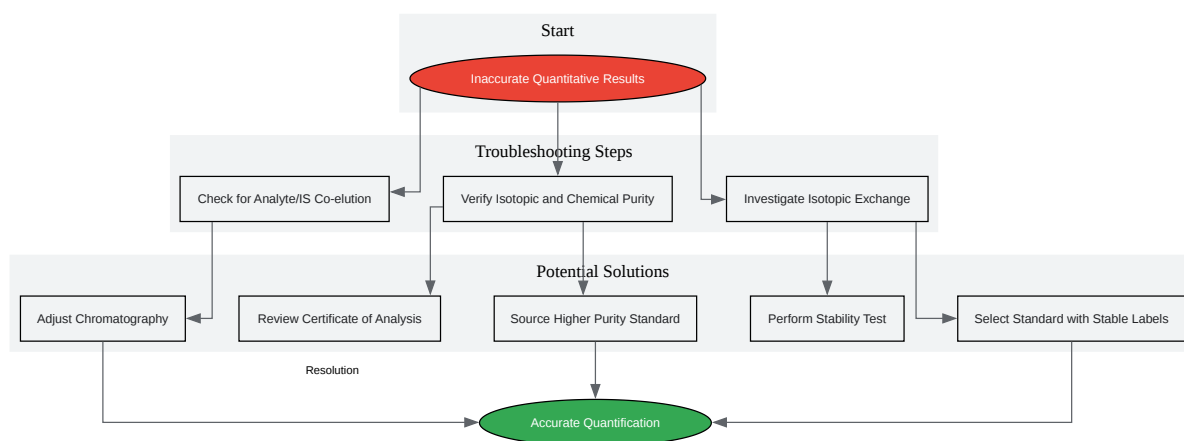 Start
Inaccurate Quantitative Results
Troubleshooting Steps
Check for Analyte/IS Co-elution
Verify Isotopic and Chemical Purity
Investigate Isotopic Exchange
Potential Solutions
Adjust Chromatography
Review Certificate of Analysis
Source Higher Purity Standard
Perform Stability Test
Select Standard with Stable Labels
Resolution
Accurate Quantification